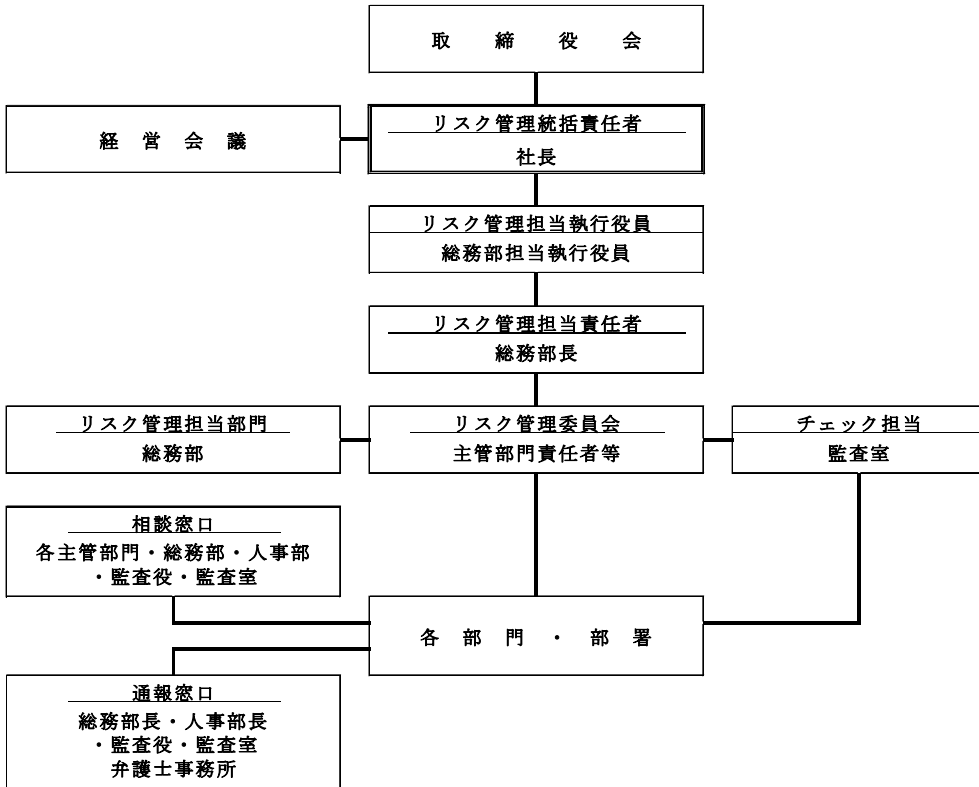 取締役会
経営会議
リスク管理統括責任者
社長
リスク管理担当執行役員
総務部担当執行役員
リスク管理担当責任者
総務部長
リスク管理担当部門
総務部
リスク管理委員会
主管部門責任者等
チェック担当
監査室
相談窓口
各主管部門・総務部・人事部
・監査役・監査室
各部門・部署
通報窓口
総務部長・人事部長
・監査役・監査室
弁護士事務所